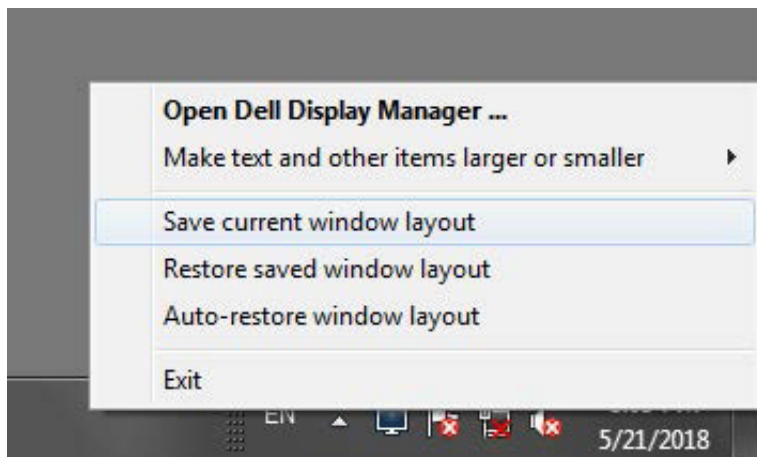 Open Dell Display Manager ...
Make text and other items larger or smaller
Save current window layout
Restore saved window layout
Auto-restore window layout
Exit
EN
5/21/2018